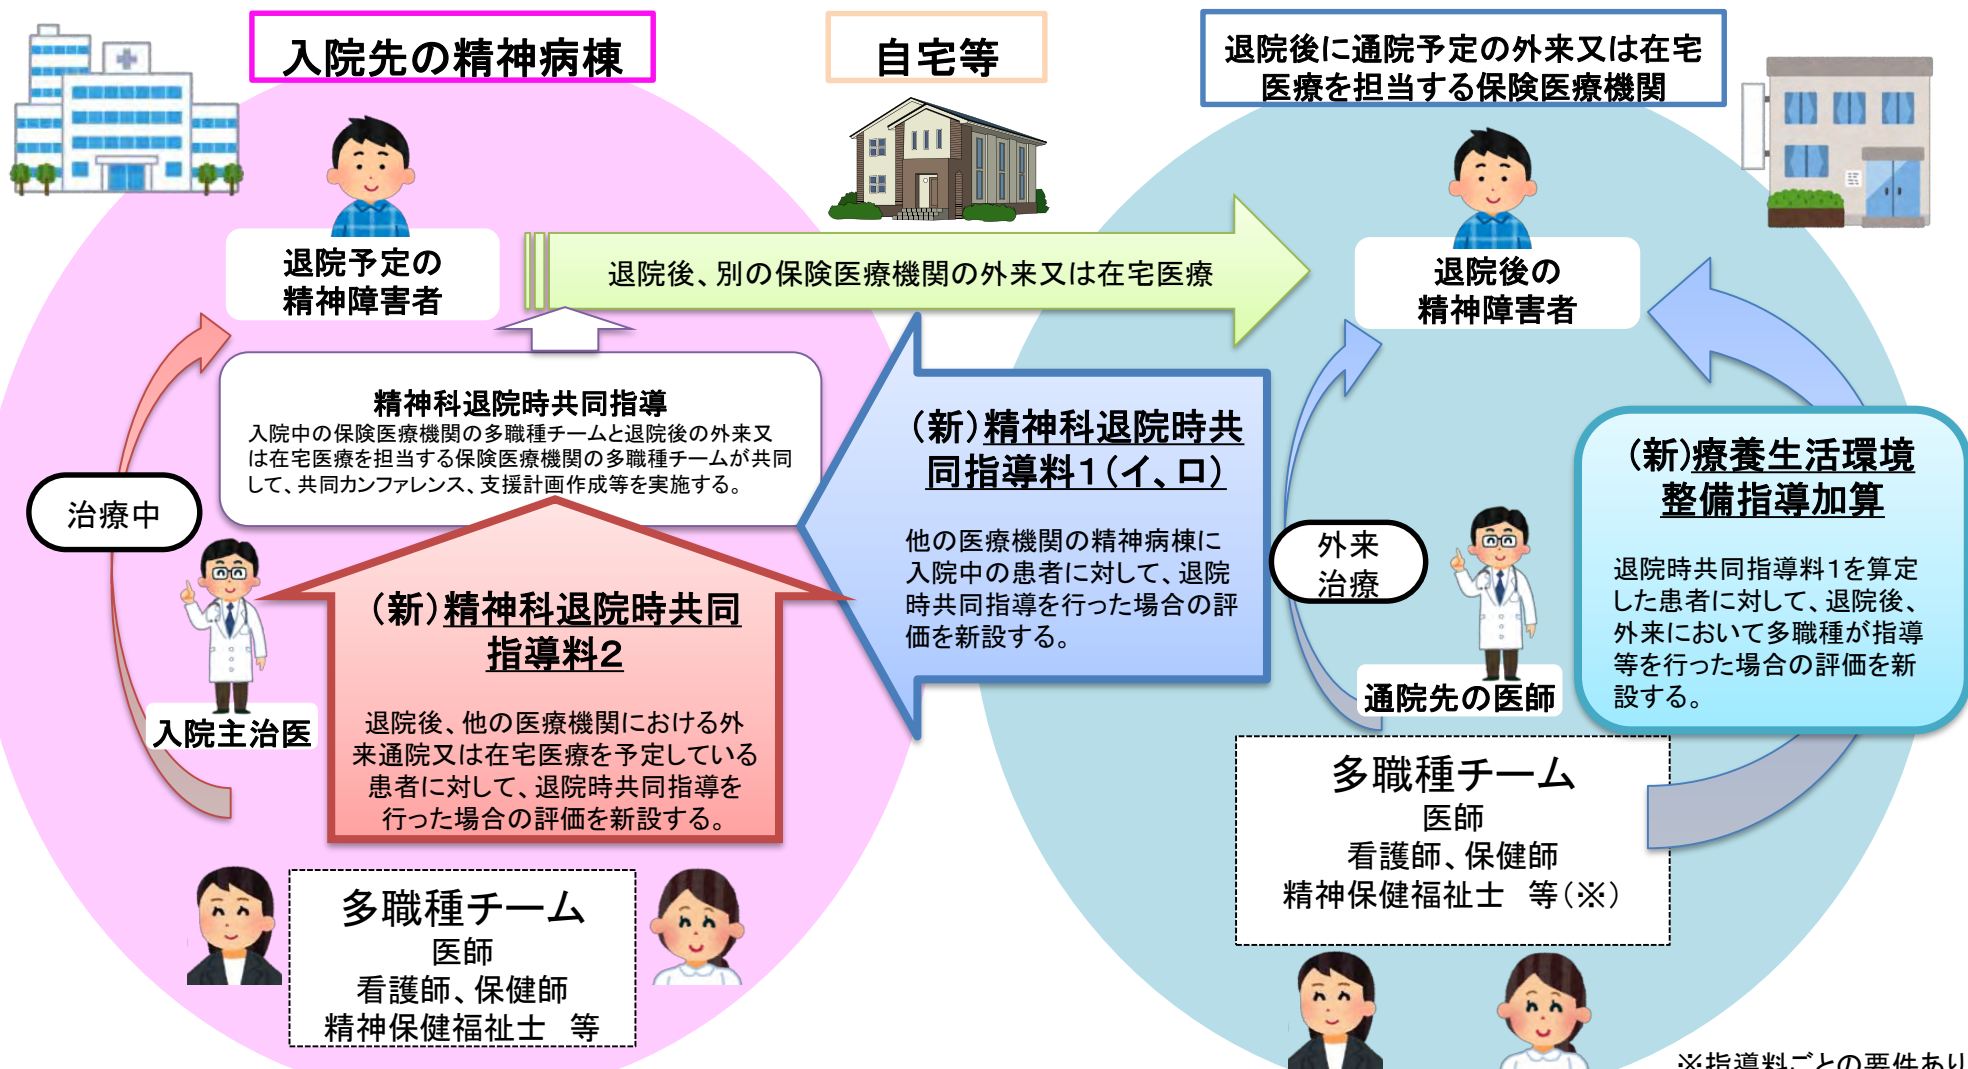 入院先の精神病棟
自宅等
退院後に通院予定の外来又は在宅
医療を担当する保険医療機関
退院予定の
精神障害者
退院後、別の保険医療機関の外来又は在宅医療
退院後の
精神障害者
精神科退院時共同指導
入院中の保険医療機関の多職種チームと退院後の外来又
は在宅医療を担当する保険医療機関の多職種チームが共同
して、共同カンファレンス、支援計画作成等を実施する。
治療中
入院主治医
（新）精神科退院時共同
指導料２
退院後、他の医療機関における外
来通院又は在宅医療を予定している
患者に対して、退院時共同指導を
行った場合の評価を新設する。
（新）精神科退院時共
同指導料１（イ、ロ）
他の医療機関の精神病棟に
入院中の患者に対して、退院
時共同指導を行った場合の評
価を新設する。
外来
治療
通院先の医師
（新）療養生活環境
整備指導加算
退院時共同指導料１を算定
した患者に対して、退院後、
外来において多職種が指導
等を行った場合の評価を新
設する。
多職種チーム
医師
看護師、保健師
精神保健福祉士　等
多職種チーム
医師
看護師、保健師
精神保健福祉士　等（※）
※指導料ごとの要件あり